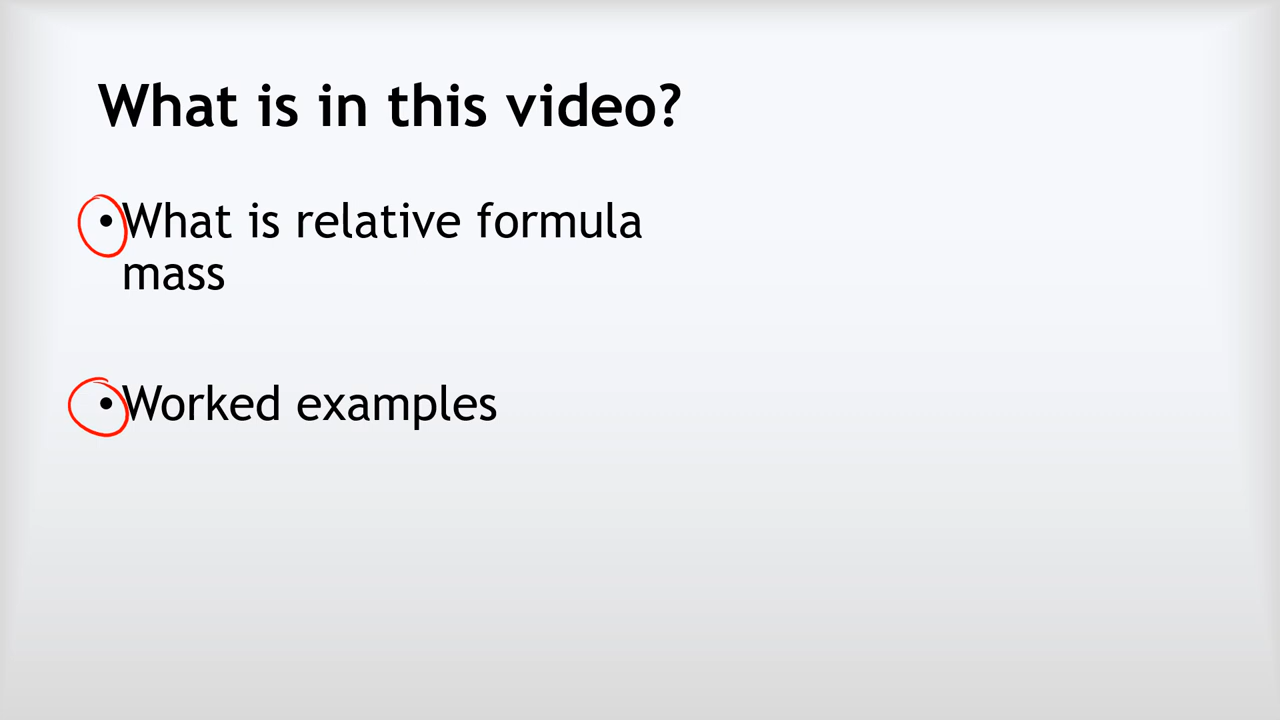 What is in this video?
•What is relative formula
mass
•Worked examples